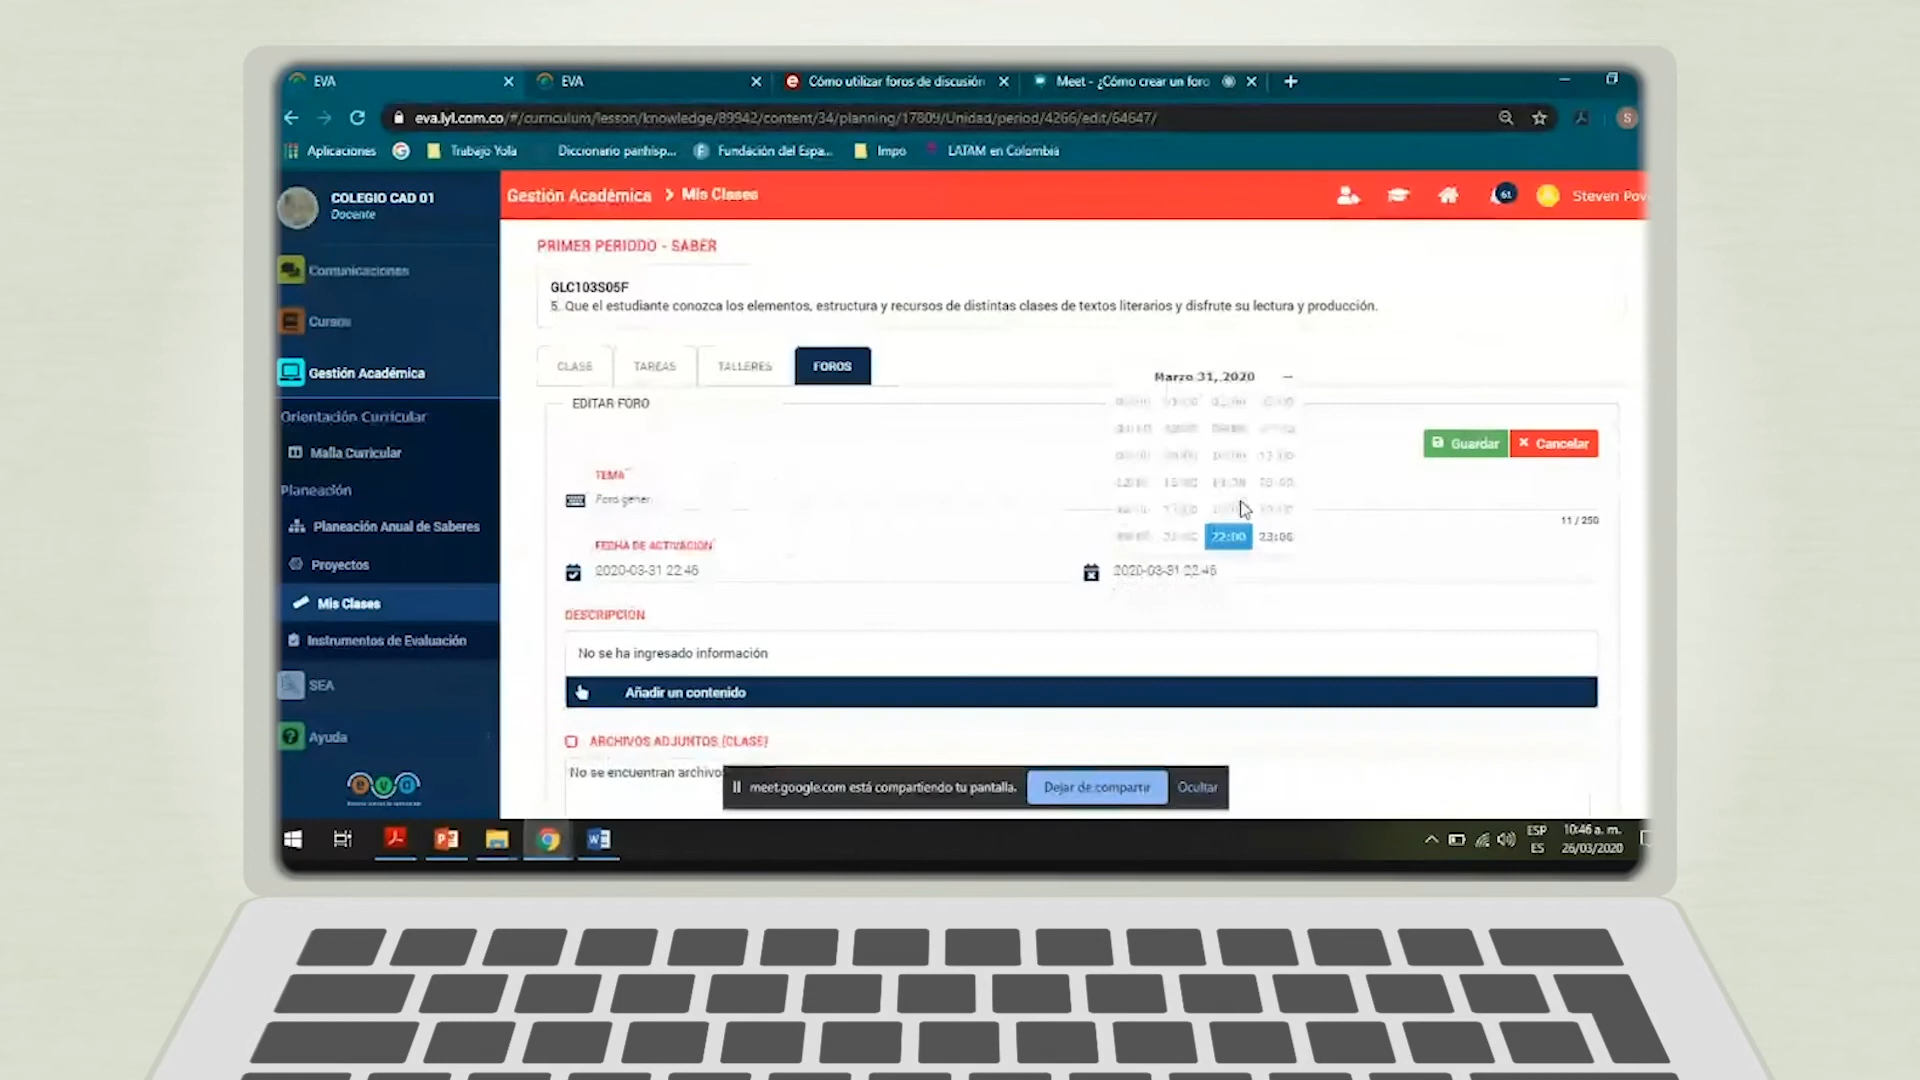 EVA
EVA
Cómo utilizar foros de discusión
Meet - ¿Cómo crear un foro
eva.lyl.com.co/#/curriculum/lesson/knowledge/89942/content/34/planning/17809/Unidad/period/4266/edit/64647/
Aplicaciones
Trabajo Yola
Diccionario panhisp...
Fundación del Espa...
Impo
LATAM en Colombia
COLEGIO CAD 01
Docente
Gestión Académica > Mis Clases
61
Steven Pov
Comunicaciones
Cursos
Gestión Académica
Orientación Curricular
Malla Curricular
Planeación
Planeación Anual de Saberes
Proyectos
Mis Clases
Instrumentos de Evaluación
SEA
Ayuda
eva
PRIMER PERIODO - SABER
GLC103S05F
5. Que el estudiante conozca los elementos, estructura y recursos de distintas clases de textos literarios y disfrute su lectura y producción.
CLASE
TAREAS
TALLERES
FOROS
EDITAR FORO
Marzo 31, 2020
22:00
23:00
Guardar
Cancelar
TEMA
Foro gener
11 / 250
FECHA DE ACTIVACIÓN
2020-03-31 22:46
2020-03-31 22:46
DESCRIPCIÓN
No se ha ingresado información
Añadir un contenido
ARCHIVOS ADJUNTOS (CLASE)
No se encuentran archivo
meet.google.com está compartiendo tu pantalla.
Dejar de compartir
Ocultar
ESP
ES
10:46 a. m.
26/03/2020